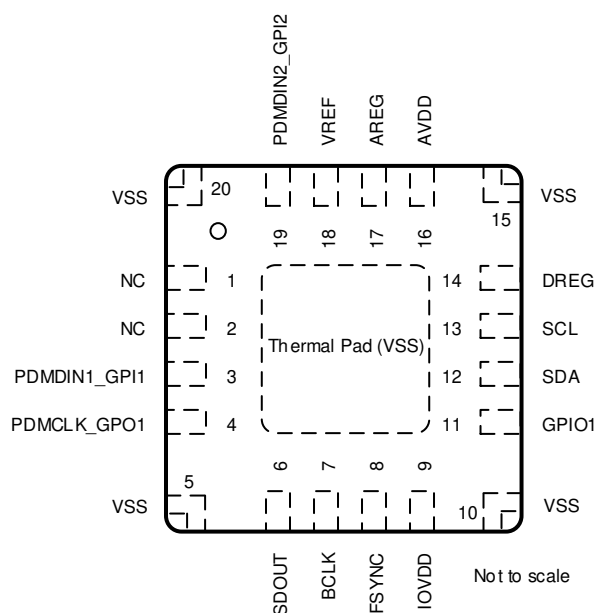 PDMDIN2_GPI2
VREF
AREG
AVDD
VSS
20
15
VSS
19
18
17
16
NC
1
14
DREG
NC
2
13
SCL
Thermal Pad (VSS)
PDMDIN1_GPI1
3
12
SDA
PDMCLK_GPO1
4
11
GPIO1
6
7
8
9
VSS
5
10
VSS
SDOUT
BCLK
FSYNC
IOVDD
Not to scale